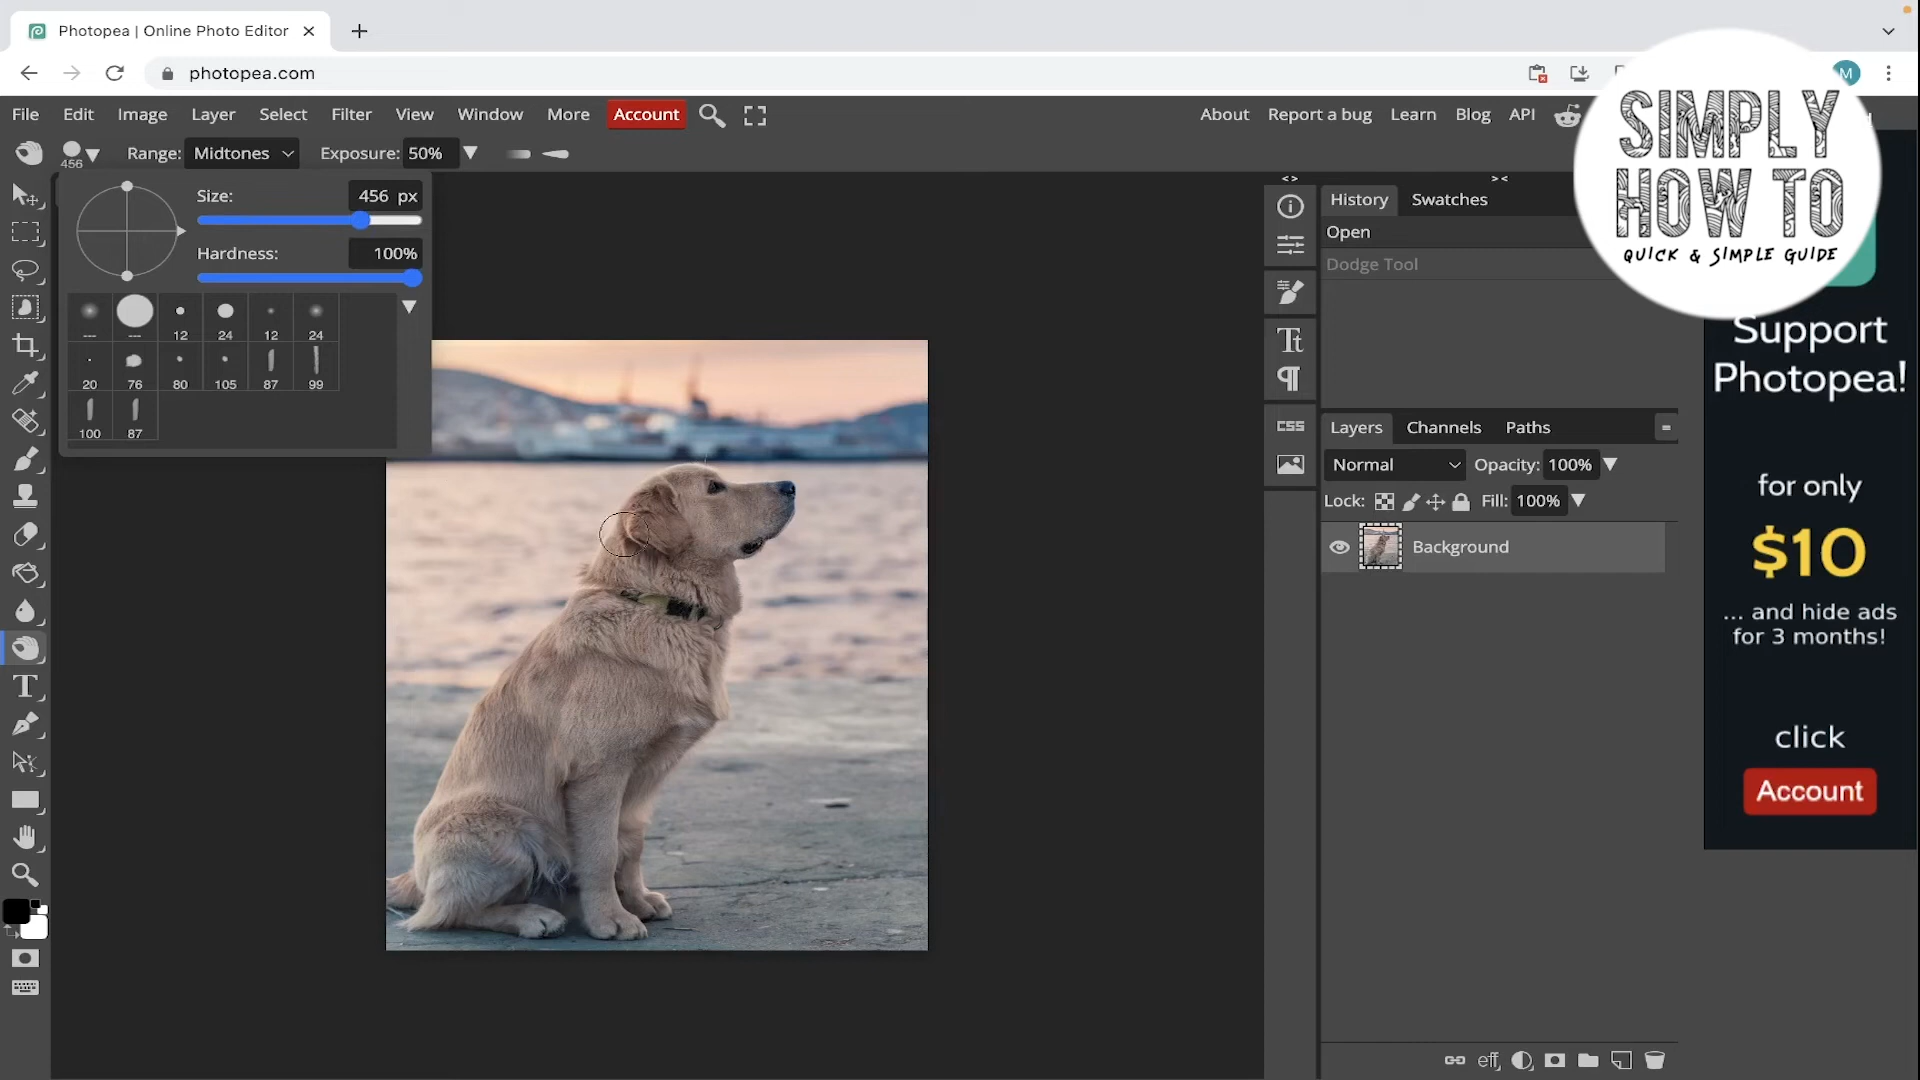 Photopea | Online Photo Editor
photopea.com
M
File Edit Image Layer Select Filter View Window More Account
About Report a bug Learn Blog API
456 Range: Midtones Exposure: 50%
Size: 456 px
Hardness: 100%
--- --- 12 24 12 24
20 76 80 105 87 99
100 87
T
History Swatches
Open
Dodge Tool
Tt
CSS
Layers Channels Paths
Normal Opacity: 100%
Lock: Fill: 100%
Background
eff
SIMPLY
HOW TO
QUICK & SIMPLE GUIDE
Support
Photopea!
for only
$10
... and hide ads
for 3 months!
click
Account